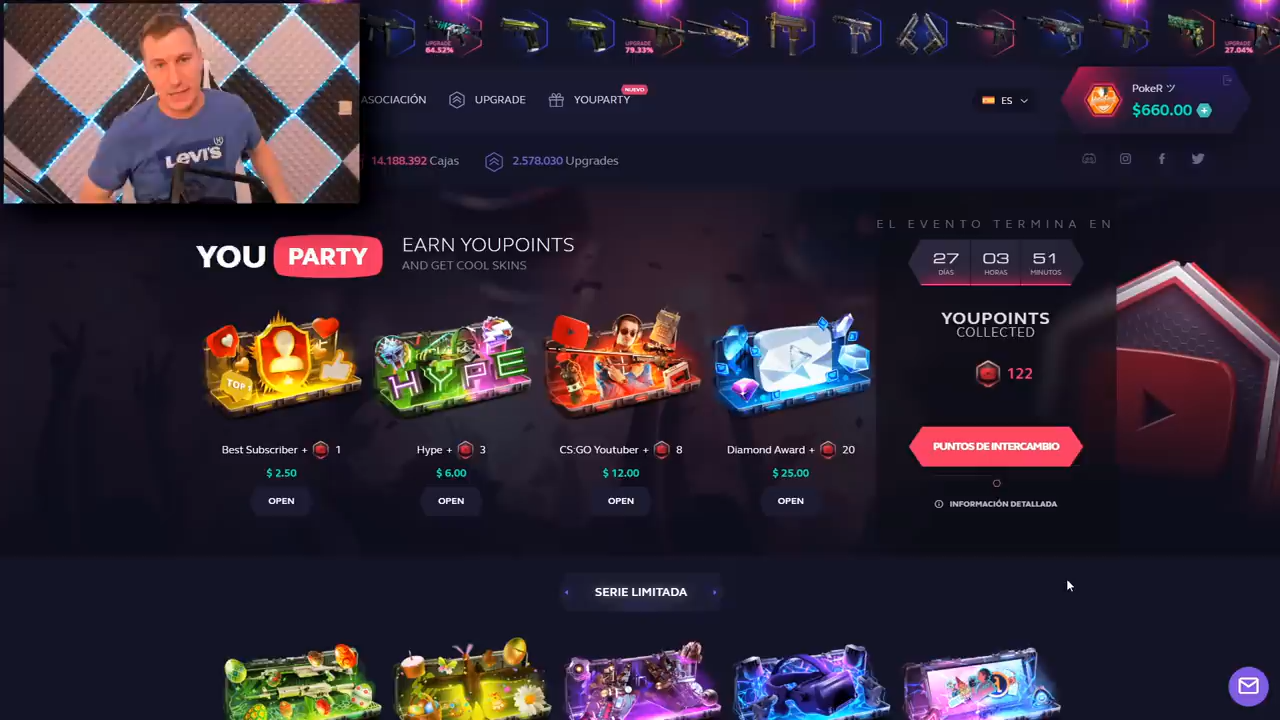 UPGRADE
64.52%
UPGRADE
79.33%
UPGRADE
27.04%
Levi's
ASOCIACIÓN
UPGRADE
YOUPARTY
NUEVO
ES
PokeR ツ
$660.00
14.188.392 Cajas
2.578.030 Upgrades
YOU PARTY
EARN YOUPOINTS
AND GET COOL SKINS
EL EVENTO TERMINA EN
27 03 51
DÍAS HORAS MINUTOS
YOUPOINTS
COLLECTED
122
PUNTOS DE INTERCAMBIO
INFORMACIÓN DETALLADA
TOP 1
HYPE
Best Subscriber + 1
Hype + 3
CS:GO Youtuber + 8
Diamond Award + 20
$ 2.50
$ 6.00
$ 12.00
$ 25.00
OPEN
OPEN
OPEN
OPEN
SERIE LIMITADA